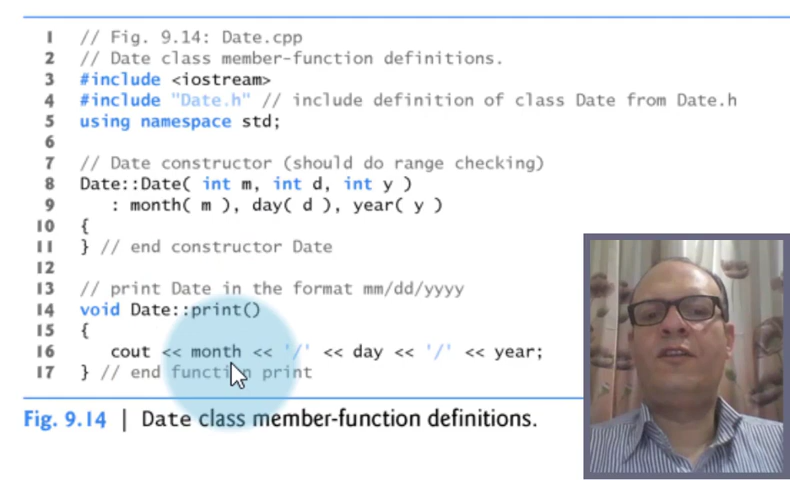 1 // Fig. 9.14: Date.cpp
2 // Date class member-function definitions.
3 #include <iostream>
4 #include "Date.h" // include definition of class Date from Date.h
5 using namespace std;
6
7 // Date constructor (should do range checking)
8 Date::Date( int m, int d, int y )
9 : month( m ), day( d ), year( y )
10 {
11 } // end constructor Date
12
13 // print Date in the format mm/dd/yyyy
14 void Date::print()
15 {
16 cout << month << '/' << day << '/' << year;
17 } // end function print
Fig. 9.14 | Date class member-function definitions.